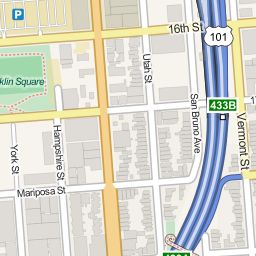 P
16th St
101
klin Square
Utah St
San Bruno Ave
433B
Vermont St
Hampshire St
York St
Mariposa St